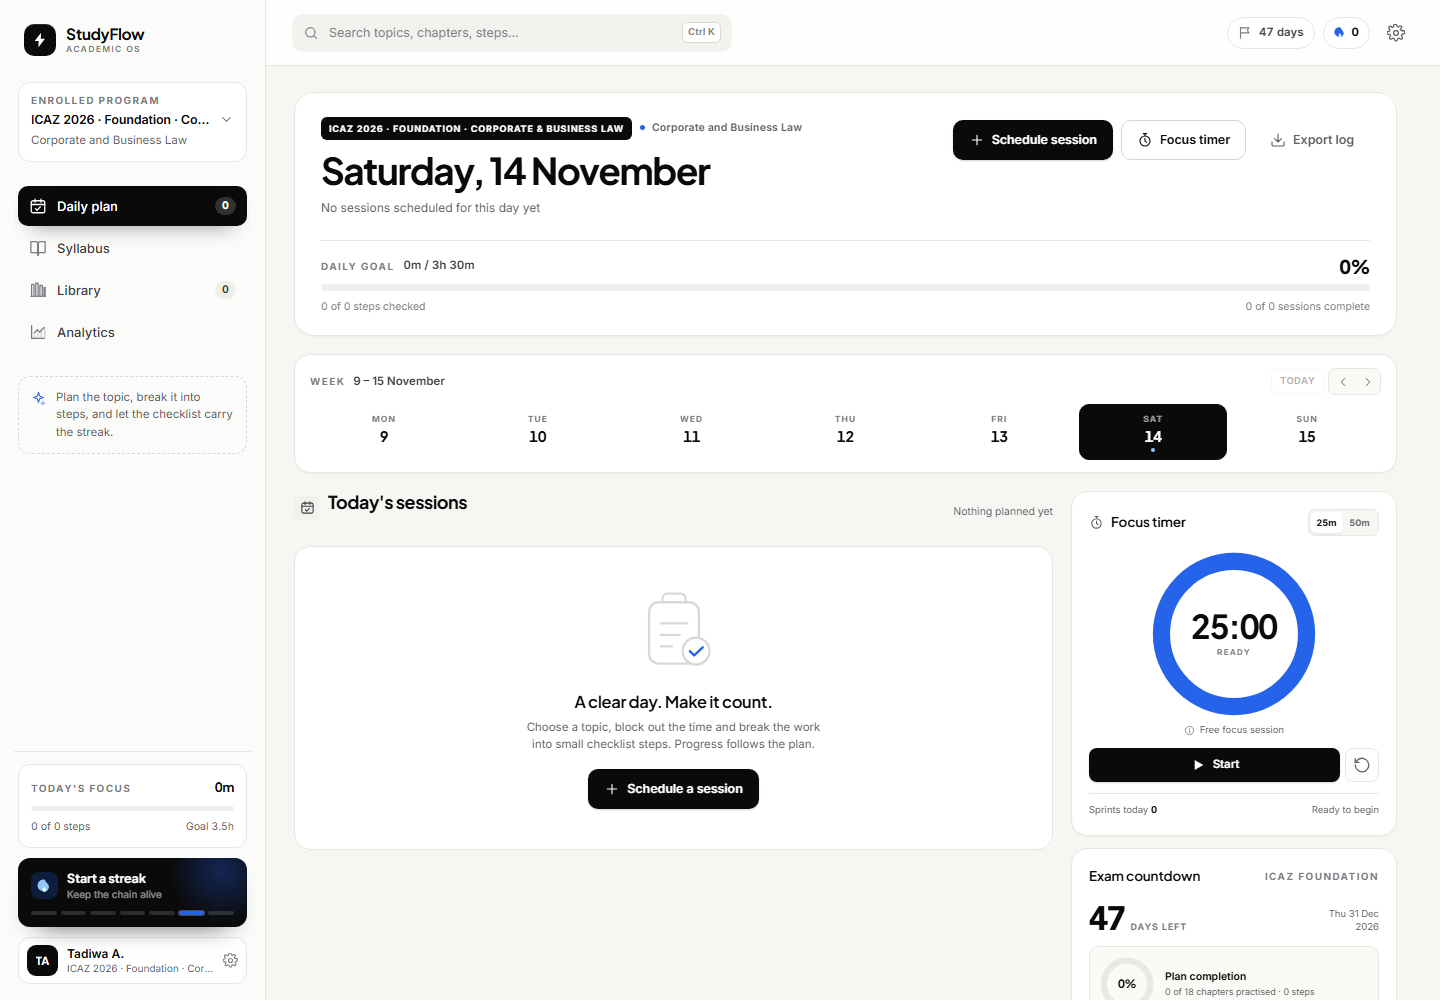 StudyFlow
ACADEMIC OS
Search topics, chapters, steps...
Ctrl K
47 days
0
ENROLLED PROGRAM
ICAZ 2026 · Foundation · Co...
Corporate and Business Law
Daily plan
0
Syllabus
Library
0
Analytics
Plan the topic, break it into
steps, and let the checklist carry
the streak.
TODAY'S FOCUS
0m
0 of 0 steps
Goal 3.5h
Start a streak
Keep the chain alive
TA
Tadiwa A.
ICAZ 2026 · Foundation · Cor...
ICAZ 2026 · FOUNDATION · CORPORATE & BUSINESS LAW
Corporate and Business Law
Saturday, 14 November
No sessions scheduled for this day yet
Schedule session
Focus timer
Export log
DAILY GOAL
0m / 3h 30m
0%
0 of 0 steps checked
0 of 0 sessions complete
WEEK
9 – 15 November
TODAY
MON
9
TUE
10
WED
11
THU
12
FRI
13
SAT
14
SUN
15
Today's sessions
Nothing planned yet
A clear day. Make it count.
Choose a topic, block out the time and break the work
into small checklist steps. Progress follows the plan.
Schedule a session
Focus timer
25m
50m
25:00
READY
Free focus session
Start
Sprints today 0
Ready to begin
Exam countdown
ICAZ FOUNDATION
47 DAYS LEFT
Thu 31 Dec
2026
0%
Plan completion
0 of 18 chapters practised · 0 steps